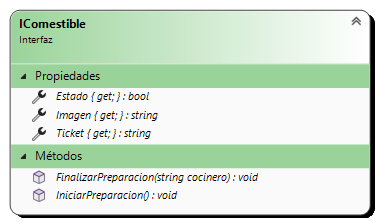 IComestible
Interfaz
Propiedades
Estado { get; } : bool
Imagen { get; } : string
Ticket { get; } : string
Métodos
FinalizarPreparacion(string cocinero) : void
IniciarPreparacion() : void